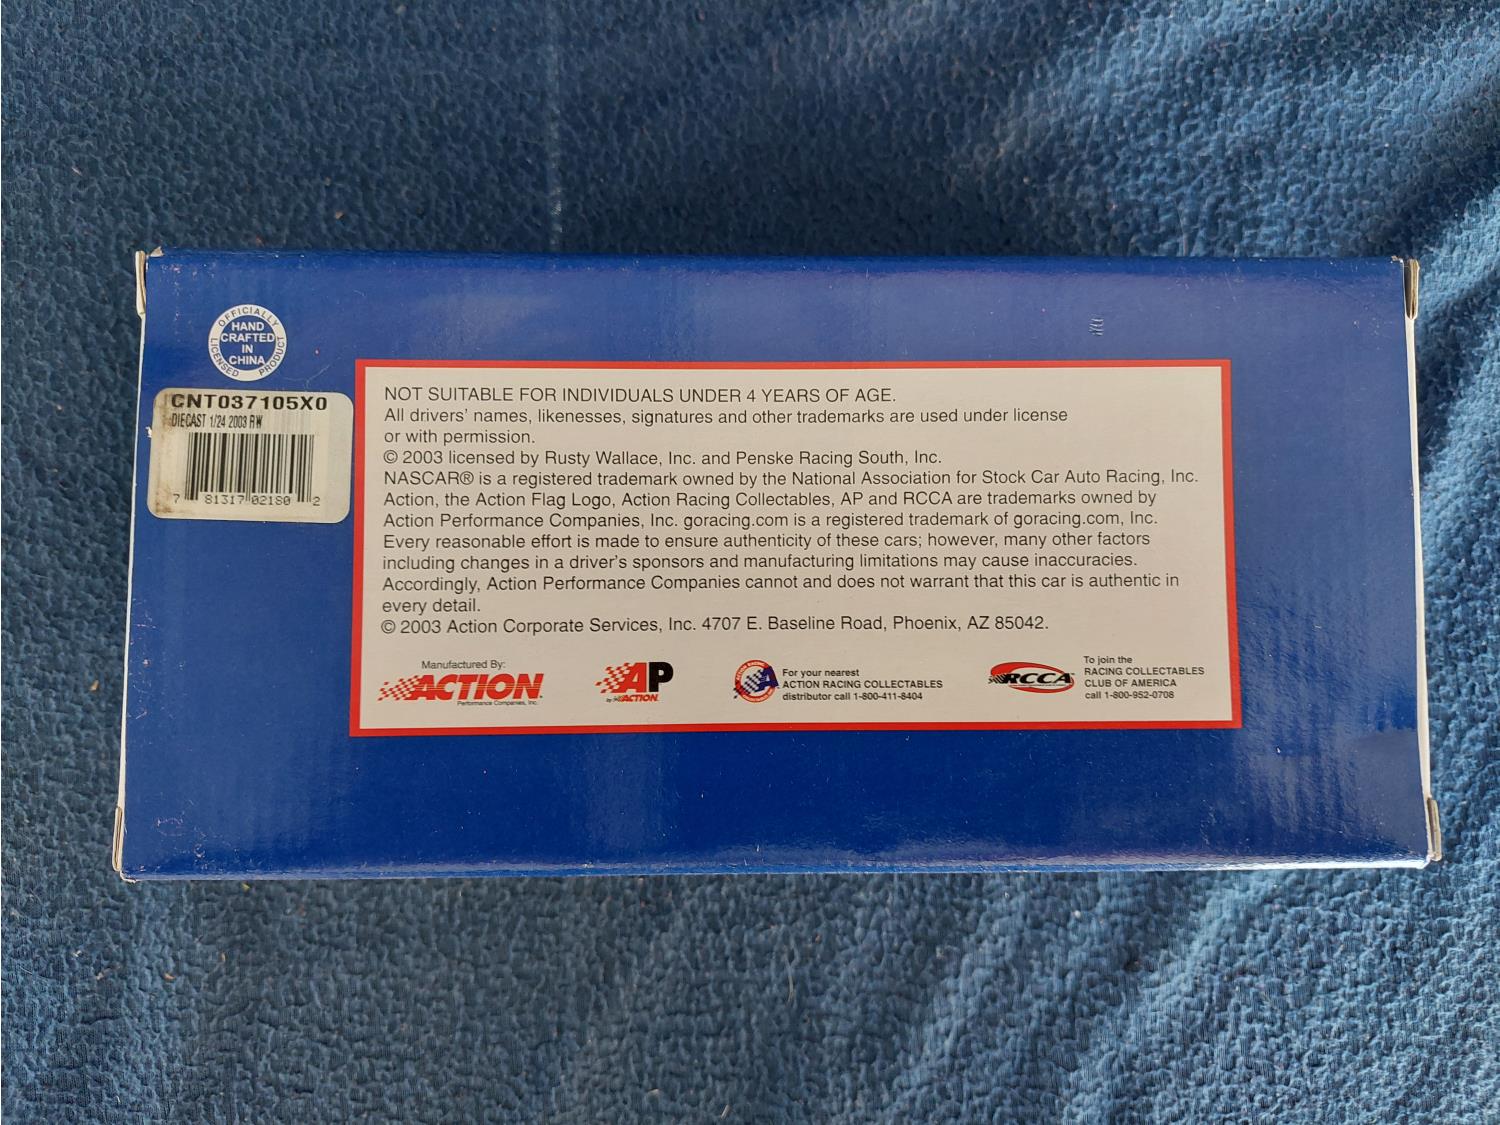 OFFICIALLY LICENSED PRODUCT
HAND
CRAFTED
IN
CHINA
CNT037105X0
DIECAST 1/24 2003 RW
7 81317 02180 2
NOT SUITABLE FOR INDIVIDUALS UNDER 4 YEARS OF AGE.
All drivers' names, likenesses, signatures and other trademarks are used under license
or with permission.
© 2003 licensed by Rusty Wallace, Inc. and Penske Racing South, Inc.
NASCAR® is a registered trademark owned by the National Association for Stock Car Auto Racing, Inc.
Action, the Action Flag Logo, Action Racing Collectables, AP and RCCA are trademarks owned by
Action Performance Companies, Inc. goracing.com is a registered trademark of goracing.com, Inc.
Every reasonable effort is made to ensure authenticity of these cars; however, many other factors
including changes in a driver's sponsors and manufacturing limitations may cause inaccuracies.
Accordingly, Action Performance Companies cannot and does not warrant that this car is authentic in
every detail.
© 2003 Action Corporate Services, Inc. 4707 E. Baseline Road, Phoenix, AZ 85042.
Manufactured By:
ACTION
Performance Companies, Inc.
AP
by ACTION
A
For your nearest
ACTION RACING COLLECTABLES
distributor call 1-800-411-8404
RCCA
To join the
RACING COLLECTABLES
CLUB OF AMERICA
call 1-800-952-0708